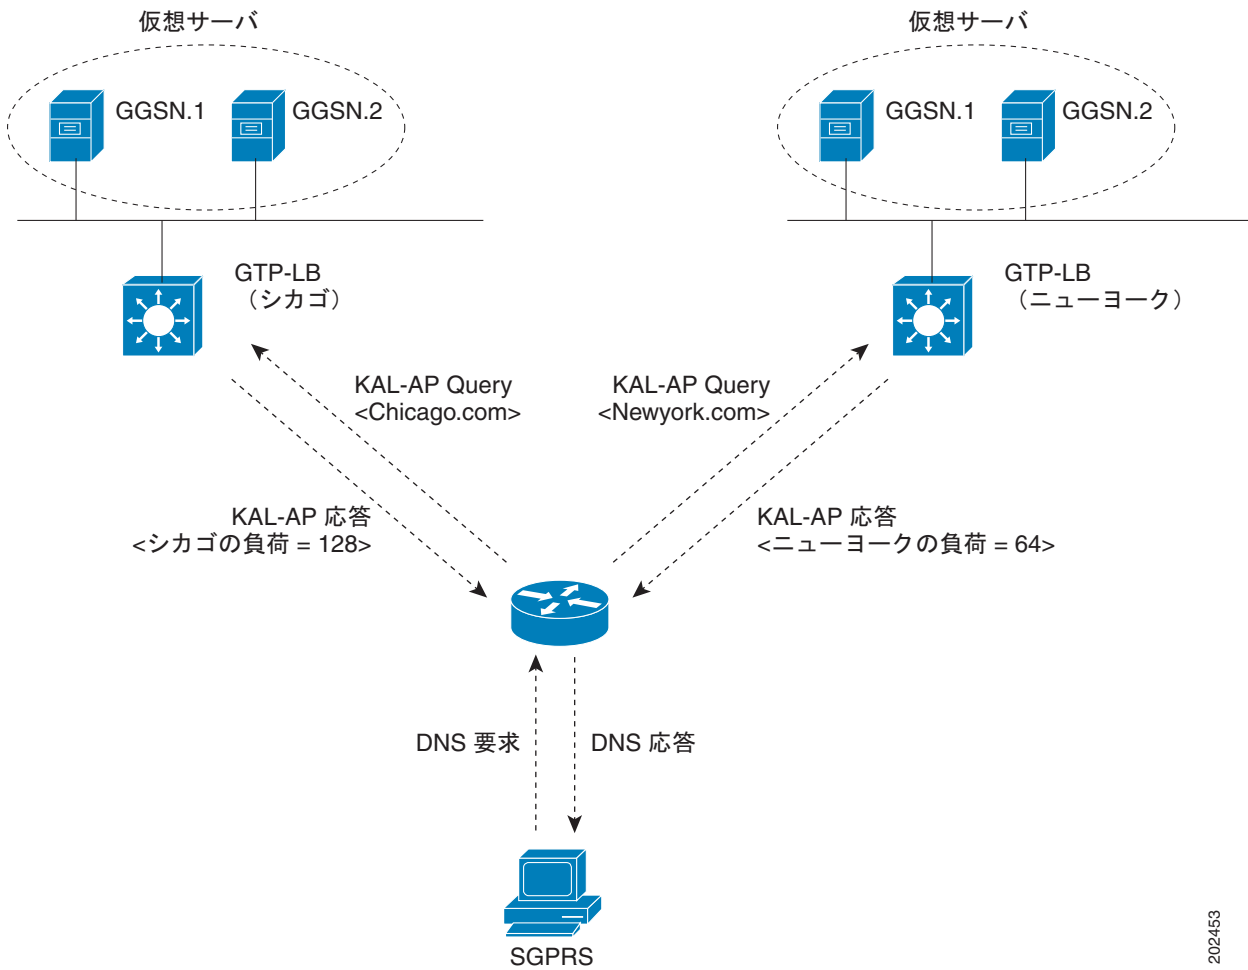 仮想サーバ
仮想サーバ
GGSN.1
GGSN.2
GGSN.1
GGSN.2
GTP-LB
（シカゴ）
GTP-LB
（ニューヨーク）
KAL-AP Query
<Chicago.com>
KAL-AP Query
<Newyork.com>
KAL-AP 応答
<シカゴの負荷 = 128>
KAL-AP 応答
<ニューヨークの負荷 = 64>
DNS 要求
DNS 応答
SGPRS
202453